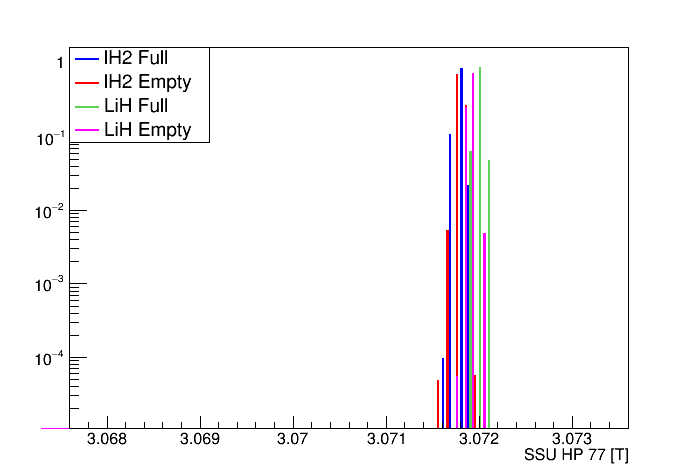 IH2 Full
IH2 Empty
LiH Full
LiH Empty
1
10⁻¹
10⁻²
10⁻³
10⁻⁴
3.068 3.069 3.07 3.071 3.072 3.073
SSU HP 77 [T]